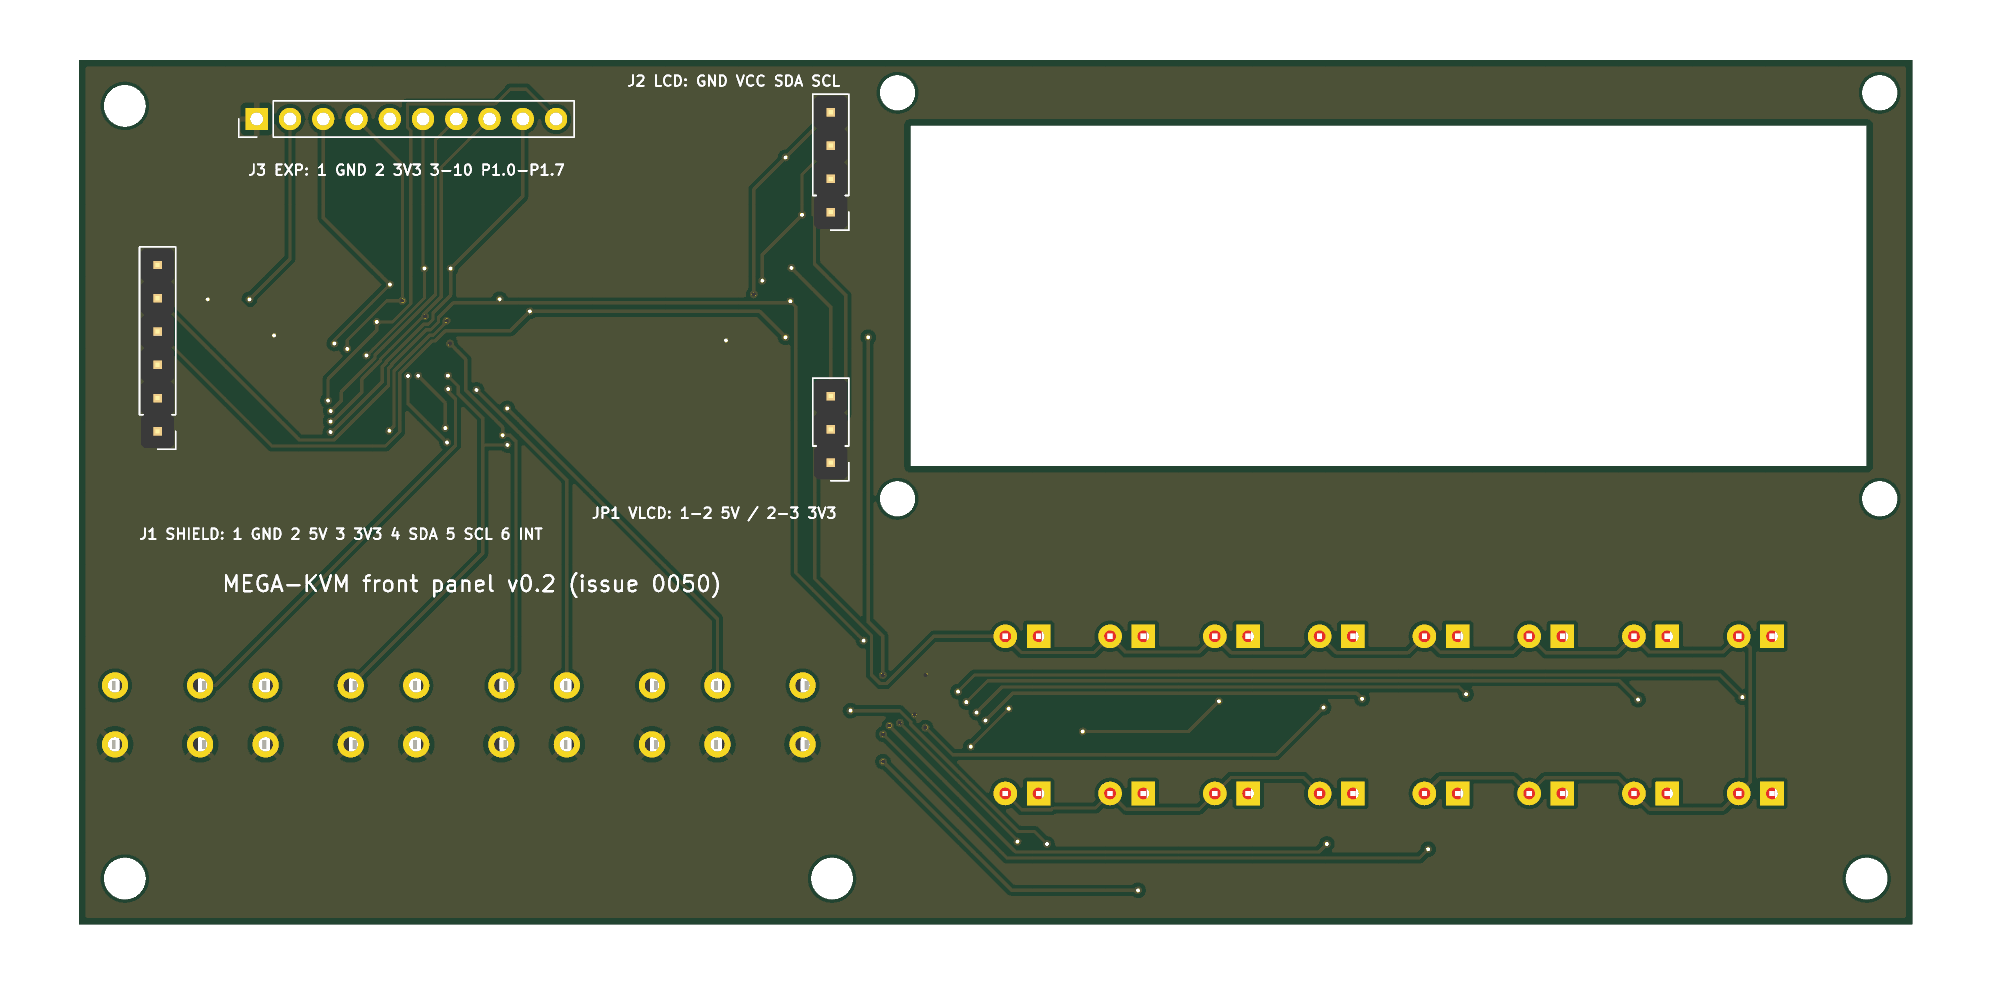 J2 LCD: GND VCC SDA SCL
J3 EXP: 1 GND 2 3V3 3-10 P1.0-P1.7
JP1 VLCD: 1-2 5V / 2-3 3V3
J1 SHIELD: 1 GND 2 5V 3 3V3 4 SDA 5 SCL 6 INT
MEGA-KVM front panel v0.2 (issue 0050)